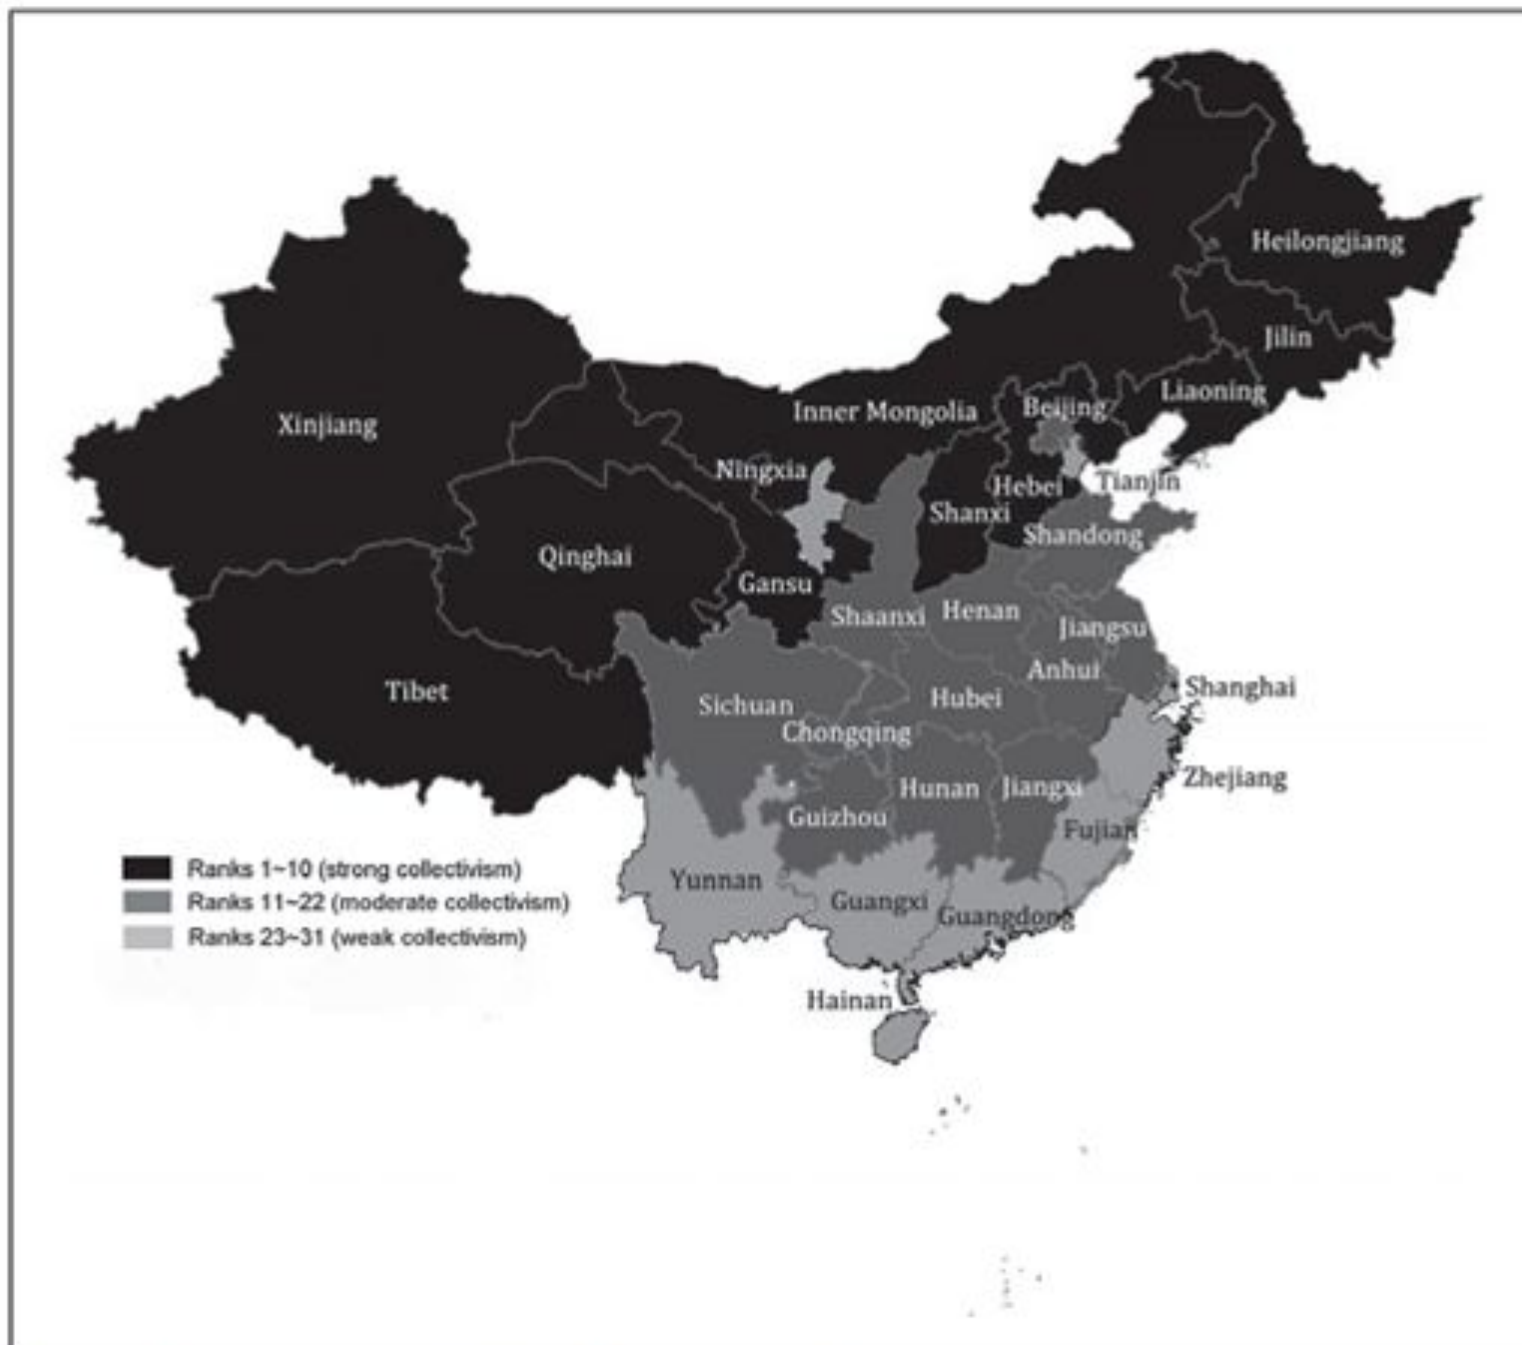 Heilongjiang
Jilin
Liaoning
Beijing
Inner Mongolia
Xinjiang
Ningxia
Tianjin
Hebei
Shanxi
Shandong
Qinghai
Gansu
Shaanxi
Henan
Jiangsu
Anhui
Shanghai
Tibet
Sichuan
Hubei
Chongqing
Zhejiang
Hunan
Jiangxi
Guizhou
Fujian
Yunnan
Guangxi
Guangdong
Hainan
Ranks 1~10 (strong collectivism)
Ranks 11~22 (moderate collectivism)
Ranks 23~31 (weak collectivism)